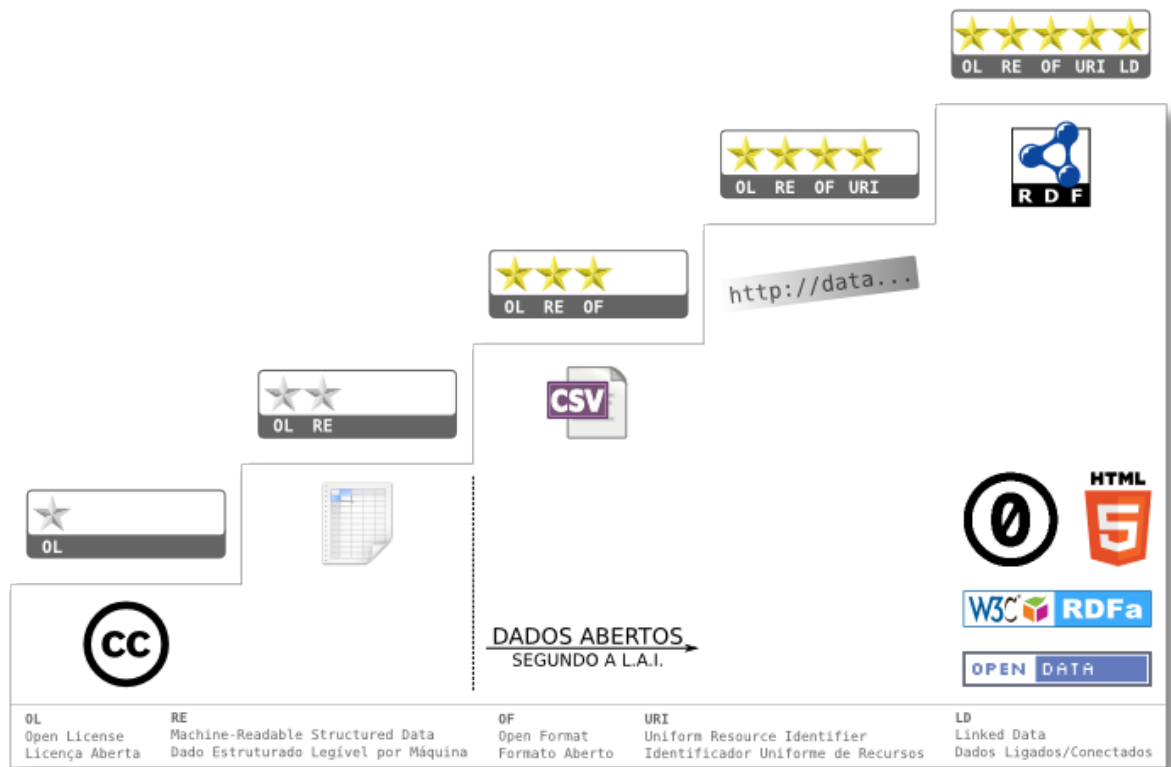 OL RE OF URI LD
RDF
OL RE OF URI
http://data...
OL RE OF
CSV
OL RE
OL
cc
DADOS ABERTOS
SEGUNDO A L.A.I.
0
HTML
5
W3C RDFa
OPEN DATA
OL
Open License
Licença Aberta
RE
Machine-Readable Structured Data
Dado Estruturado Legível por Máquina
OF
Open Format
Formato Aberto
URI
Uniform Resource Identifier
Identificador Uniforme de Recursos
LD
Linked Data
Dados Ligados/Conectados